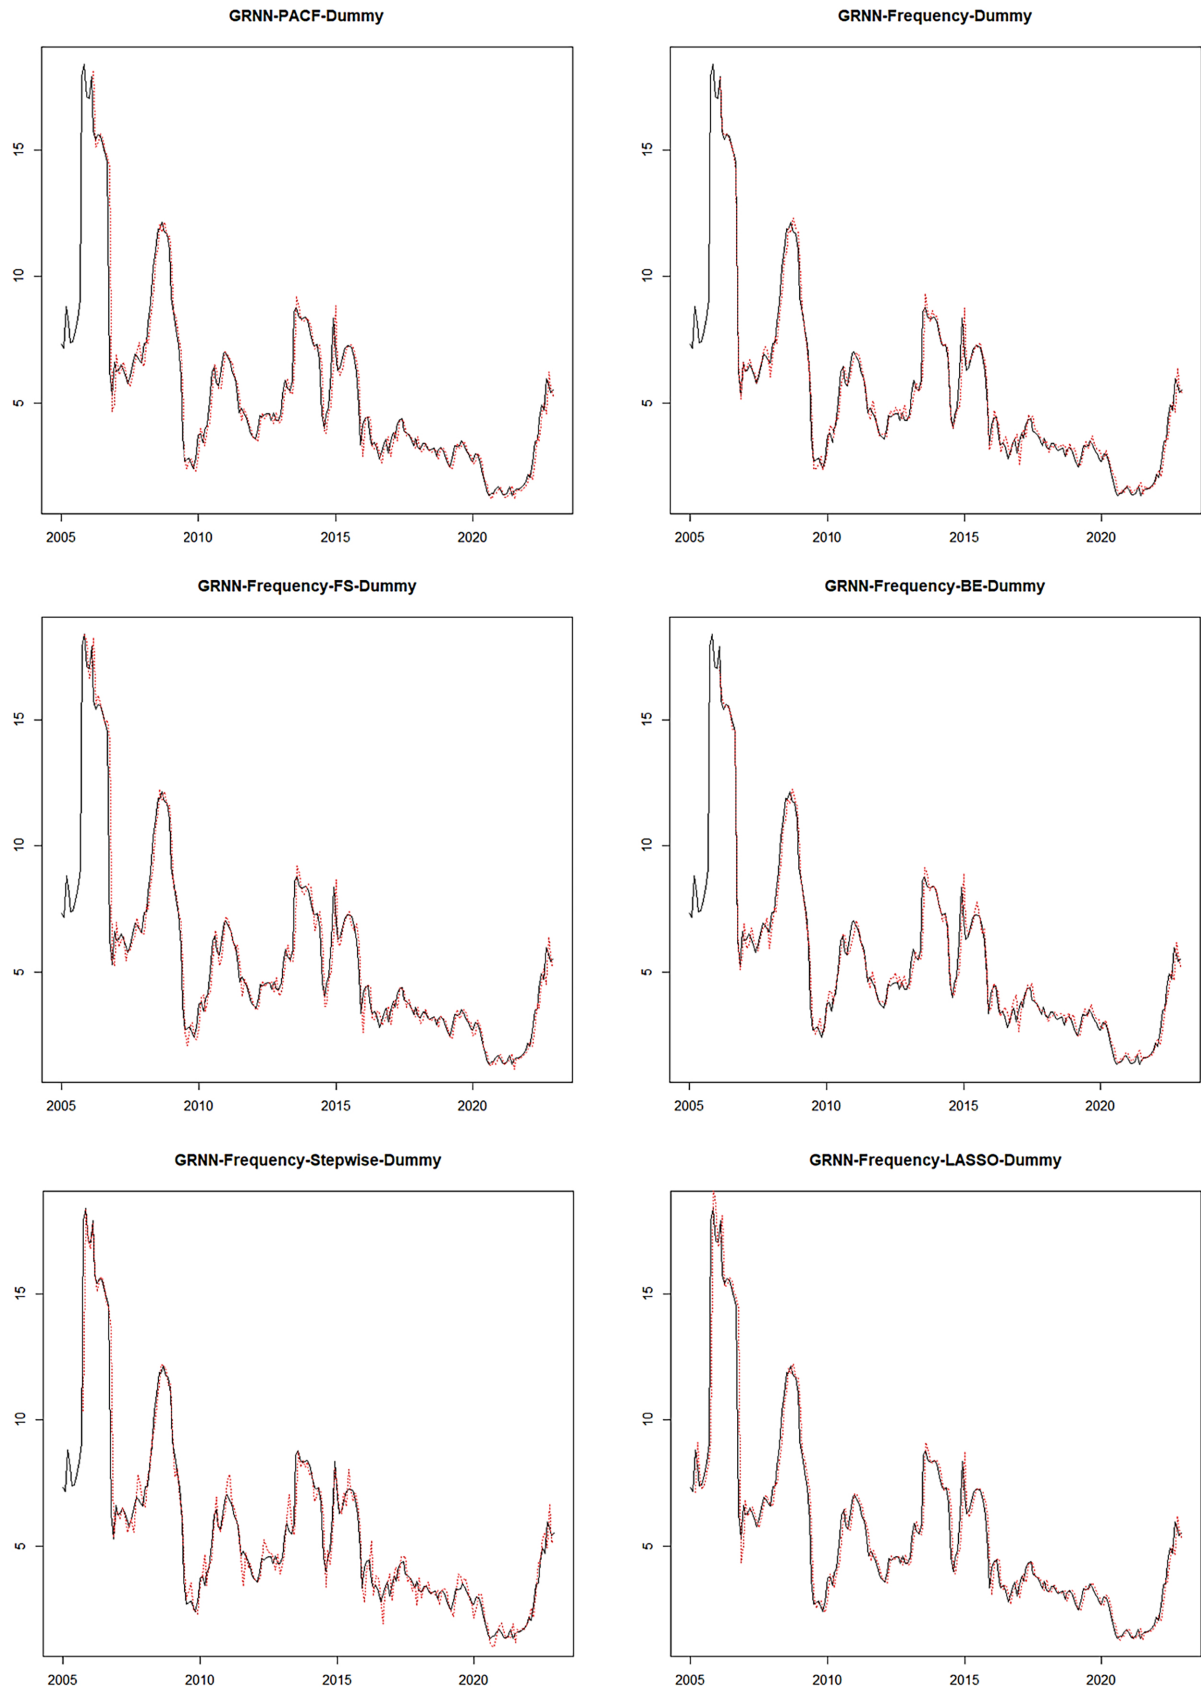 GRNN-PACF-Dummy
15
10
5
2005 2010 2015 2020
GRNN-Frequency-Dummy
15
10
5
2005 2010 2015 2020
GRNN-Frequency-FS-Dummy
15
10
5
2005 2010 2015 2020
GRNN-Frequency-BE-Dummy
15
10
5
2005 2010 2015 2020
GRNN-Frequency-Stepwise-Dummy
15
10
5
2005 2010 2015 2020
GRNN-Frequency-LASSO-Dummy
15
10
5
2005 2010 2015 2020